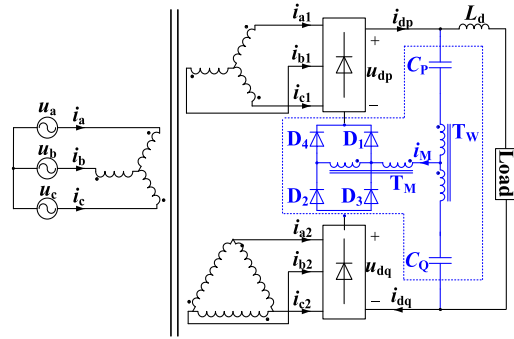 i_a1
i_dp
L_d
+
i_b1
u_dp
C_P
i_c1
−
u_a
i_a
D_4
D_1
T_W
u_b
i_b
i_M
Load
T_M
u_c
i_c
D_2
D_3
i_a2
+
i_b2
u_dq
C_Q
i_c2
−
i_dq